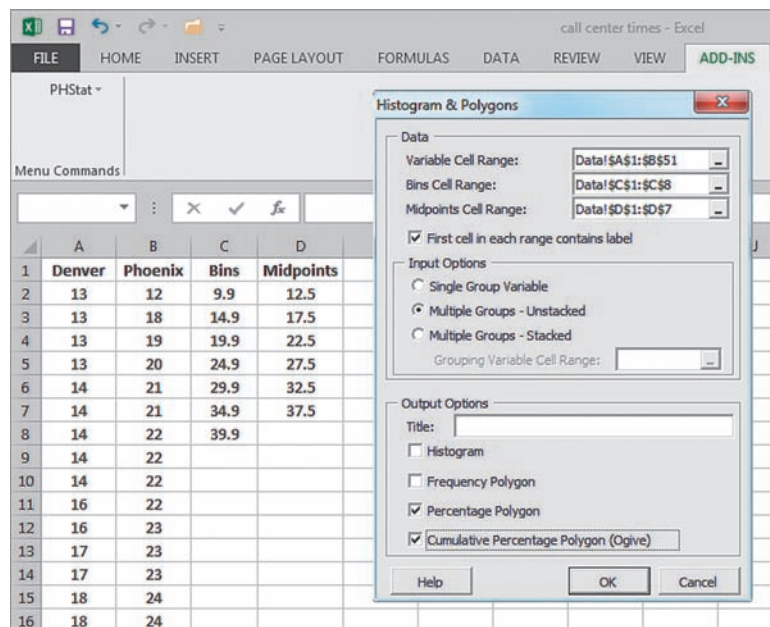 call center times - Excel
FILE HOME INSERT PAGE LAYOUT FORMULAS DATA REVIEW VIEW ADD-INS
PHStat
Menu Commands
fx
Histogram & Polygons
Data
Variable Cell Range: Data!$A$1:$B$51
Bins Cell Range: Data!$C$1:$C$8
Midpoints Cell Range: Data!$D$1:$D$7
First cell in each range contains label
Input Options
Single Group Variable
Multiple Groups - Unstacked
Multiple Groups - Stacked
Grouping Variable Cell Range:
Output Options
Title:
Histogram
Frequency Polygon
Percentage Polygon
Cumulative Percentage Polygon (Ogive)
Help OK Cancel
A B C D J
1 Denver Phoenix Bins Midpoints
2 13 12 9.9 12.5
3 13 18 14.9 17.5
4 13 19 19.9 22.5
5 13 20 24.9 27.5
6 14 21 29.9 32.5
7 14 21 34.9 37.5
8 14 22 39.9
9 14 22
10 14 22
11 16 22
12 16 23
13 17 23
14 17 23
15 18 24
16 18 24